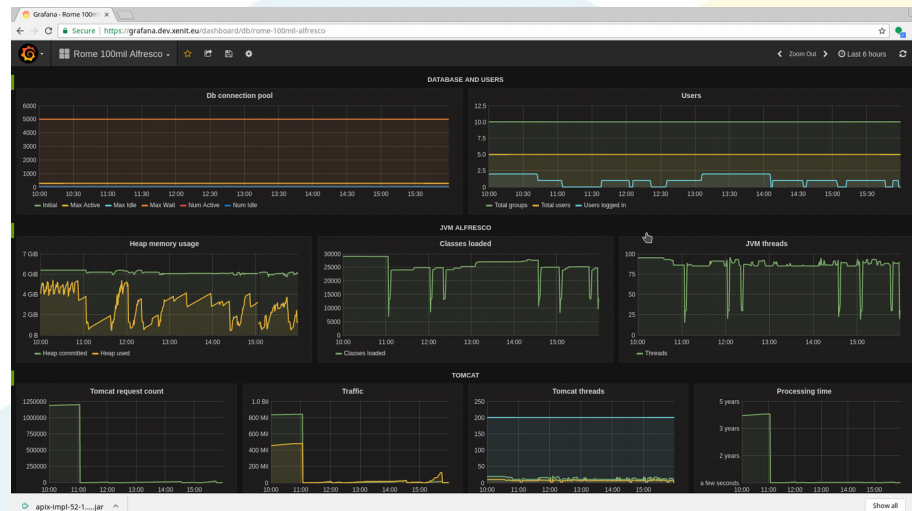 Grafana - Rome 100m
Secure | https://grafana.dev.xenit.eu/dashboard/db/rome-100mil-alfresco
Rome 100mil Alfresco
Zoom Out
Last 6 hours
DATABASE AND USERS
Db connection pool
6000
5000
4000
3000
2000
1000
0
10:00 10:30 11:00 11:30 12:00 12:30 13:00 13:30 14:00 14:30 15:00 15:30
Initial Max Active Max Idle Max Wait Num Active Num Idle
Users
12.5
10.0
7.5
5.0
2.5
0
10:00 10:30 11:00 11:30 12:00 12:30 13:00 13:30 14:00 14:30 15:00 15:30
Total groups Total users Users logged in
JVM ALFRESCO
Heap memory usage
7 GiB
6 GiB
4 GiB
2 GiB
0 B
10:00 11:00 12:00 13:00 14:00 15:00
Heap committed Heap used
Classes loaded
30000
25000
20000
15000
10000
5000
0
10:00 11:00 12:00 13:00 14:00 15:00
Classes loaded
JVM threads
100
75
50
25
0
10:00 11:00 12:00 13:00 14:00 15:00
Threads
TOMCAT
Tomcat request count
1250000
1000000
750000
500000
250000
0
10:00 11:00 12:00 13:00 14:00 15:00
Traffic
1.0 Bil
800 Mil
600 Mil
400 Mil
200 Mil
0
10:00 11:00 12:00 13:00 14:00 15:00
Tomcat threads
250
200
150
100
50
0
10:00 11:00 12:00 13:00 14:00 15:00
Processing time
5 years
3 years
2 years
a few seconds
10:00 11:00 12:00 13:00 14:00 15:00
apix-impl-52-1.....jar
Show all